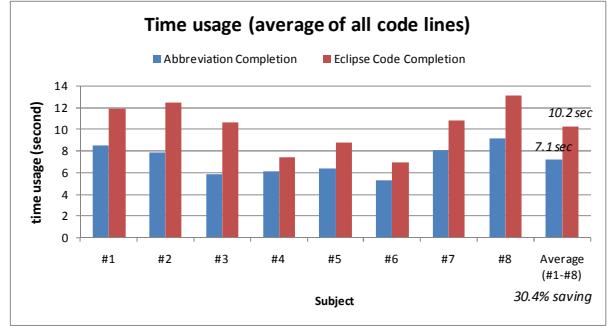 Time usage (average of all code lines)
Abbreviation Completion Eclipse Code Completion
time usage (second)
14
12
10
8
6
4
2
0
10.2 sec
7.1 sec
#1 #2 #3 #4 #5 #6 #7 #8 Average
(#1-#8)
Subject
30.4% saving